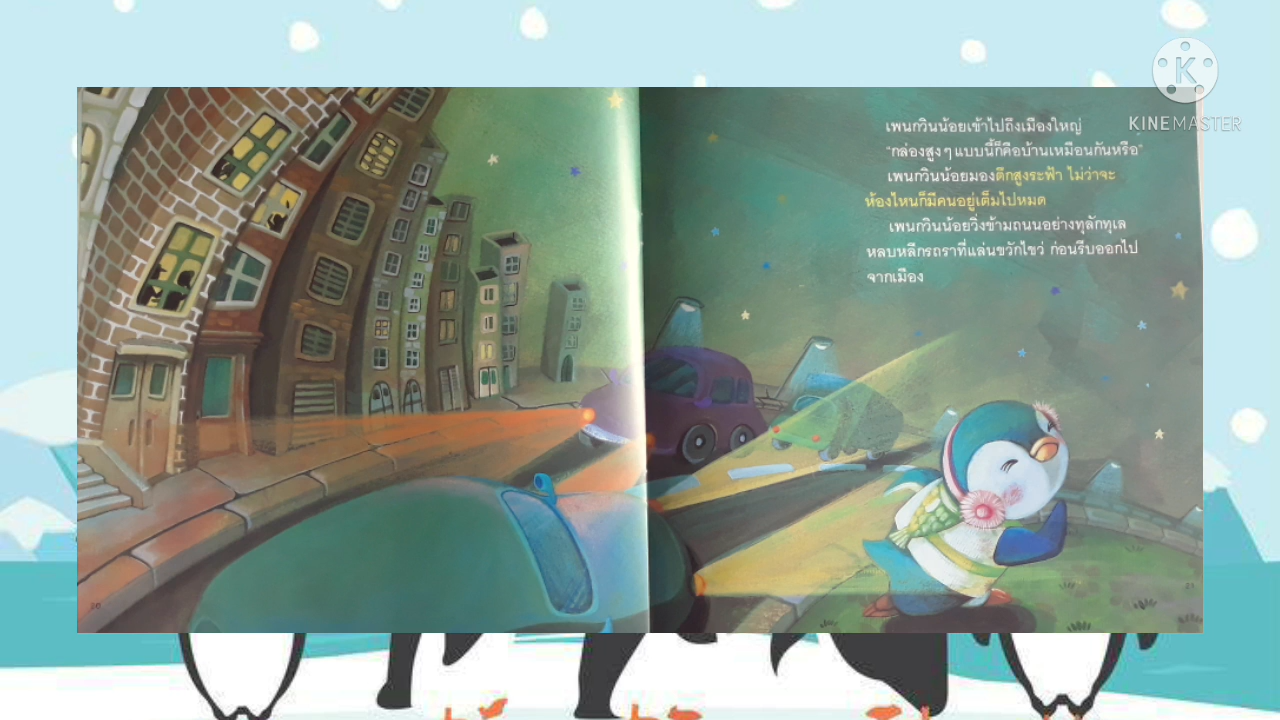 KINEMASTER
เพนกวินน้อยเข้าไปถึงเมืองใหญ่
"กล่องสูง ๆ แบบนี้ก็คือบ้านเหมือนกันหรือ"
เพนกวินน้อยมองตึกสูงระฟ้า ไม่ว่าจะ
ห้องไหนก็มีคนอยู่เต็มไปหมด
เพนกวินน้อยวิ่งข้ามถนนอย่างทุลักทุเล
หลบหลีกรถราที่แล่นขวักไขว่ ก่อนรีบออกไป
จากเมือง
20
21